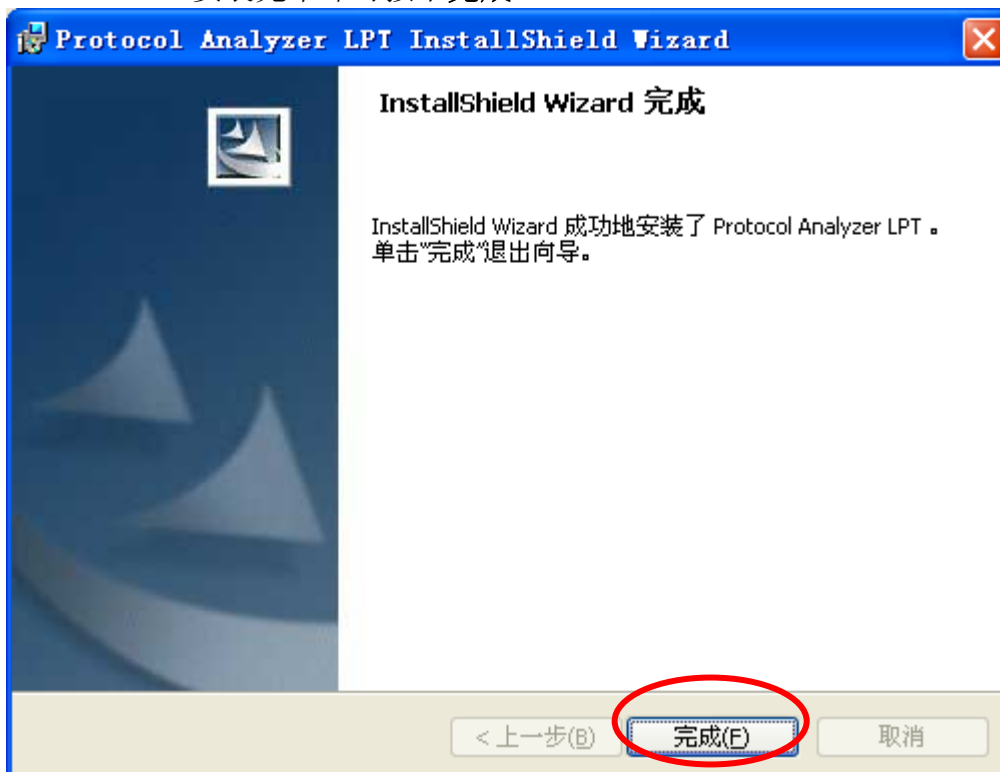 Protocol Analyzer LPT InstallShield Wizard
InstallShield Wizard 完成
InstallShield Wizard 成功地安装了 Protocol Analyzer LPT 。
单击“完成”退出向导。
<上一步(B)
完成(F)
取消